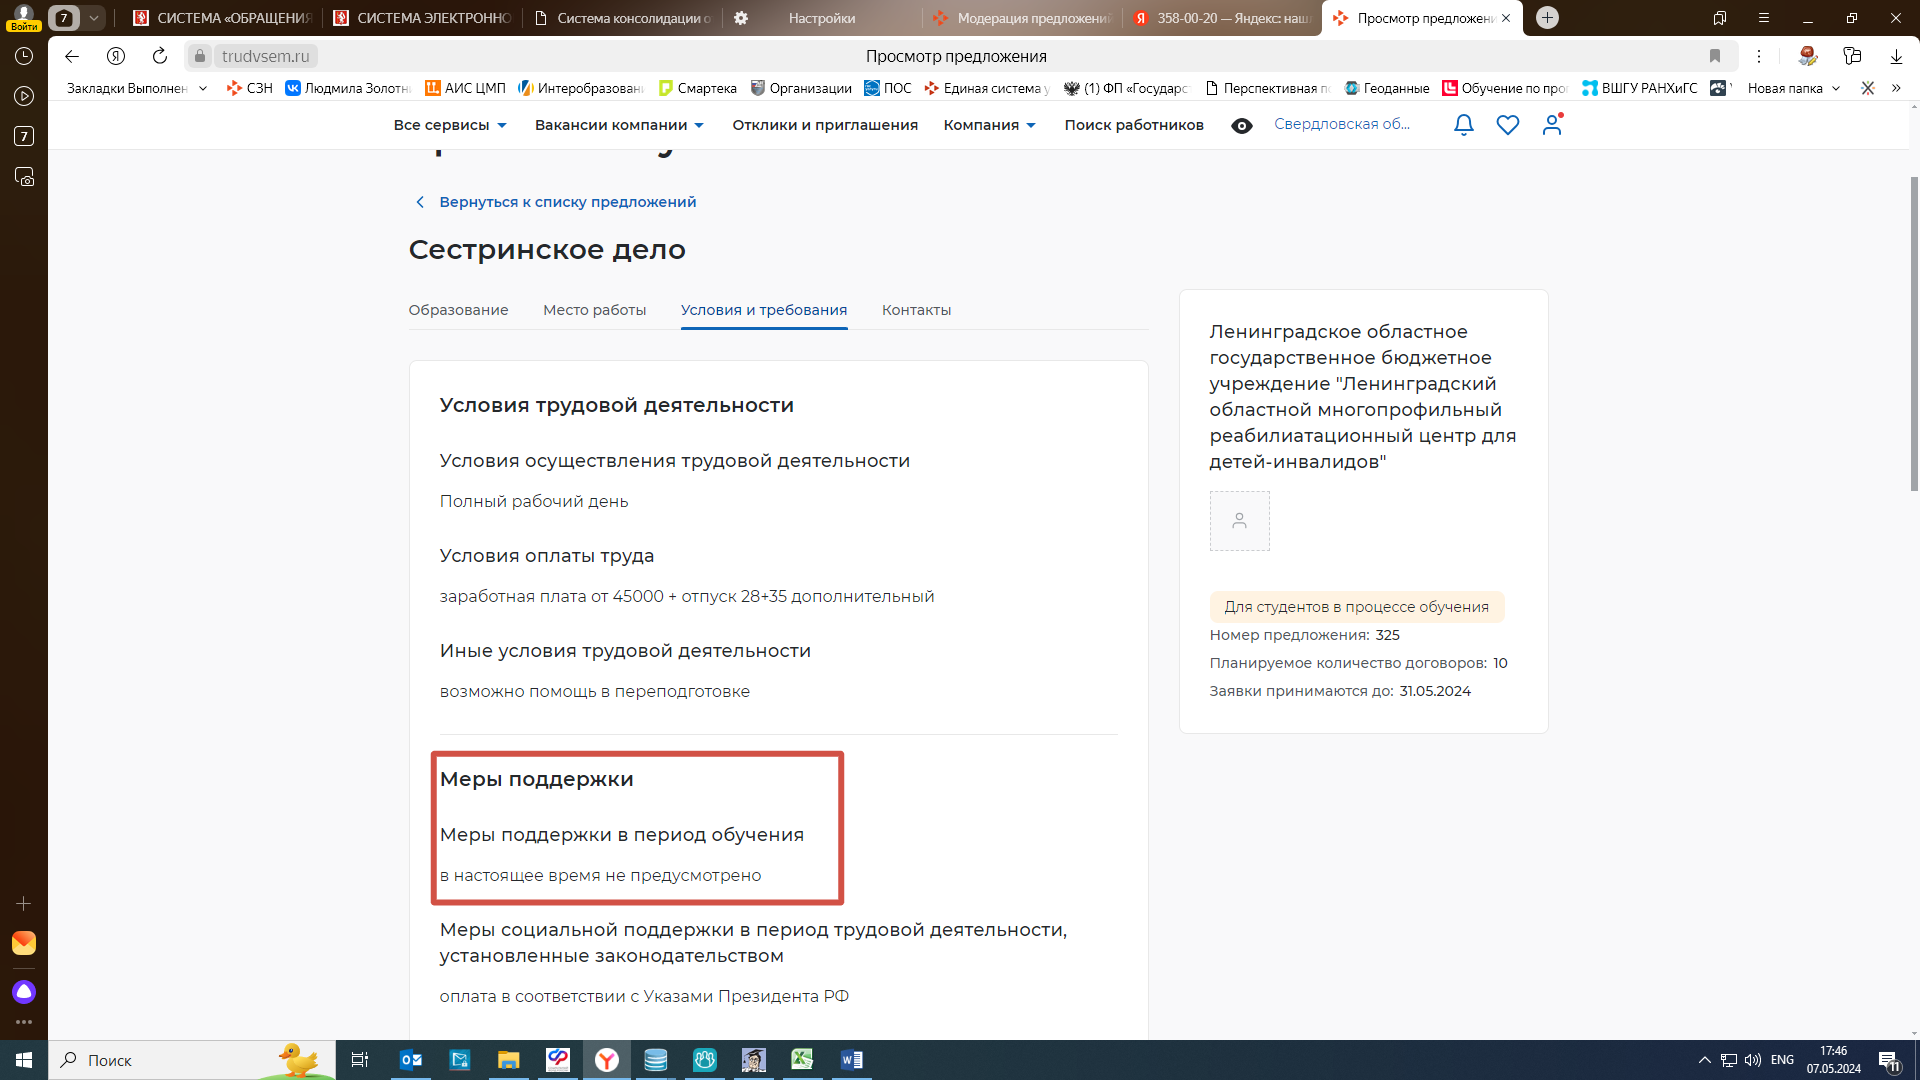 Войти
7
СИСТЕМА «ОБРАЩЕНИЯ
СИСТЕМА ЭЛЕКТРОННО
Система консолидации о
Настройки
Модерация предложений
358-00-20 — Яндекс: наш
Просмотр предложени
trudvsem.ru
Просмотр предложения
7
Закладки Выполнен
СЗН
Людмила Золотн
АИС ЦМП
Интеробразовани
Смартека
Организации
ПОС
Единая система у
(1) ФП «Государс
Перспективная п
Геоданные
Обучение по про
ВШГУ РАНХиГС
Новая папка
Все сервисы
Вакансии компании
Отклики и приглашения
Компания
Поиск работников
Свердловская об...
Вернуться к списку предложений
Сестринское дело
Образование
Место работы
Условия и требования
Контакты
Условия трудовой деятельности
Условия осуществления трудовой деятельности
Полный рабочий день
Условия оплаты труда
заработная плата от 45000 + отпуск 28+35 дополнительный
Иные условия трудовой деятельности
возможно помощь в переподготовке
Меры поддержки
Меры поддержки в период обучения
в настоящее время не предусмотрено
Меры социальной поддержки в период трудовой деятельности,
установленные законодательством
оплата в соответствии с Указами Президента РФ
Ленинградское областное
государственное бюджетное
учреждение "Ленинградский
областной многопрофильный
реабилиатационный центр для
детей-инвалидов"
Для студентов в процессе обучения
Номер предложения: 325
Планируемое количество договоров: 10
Заявки принимаются до: 31.05.2024
Поиск
ENG
17:46
07.05.2024
11